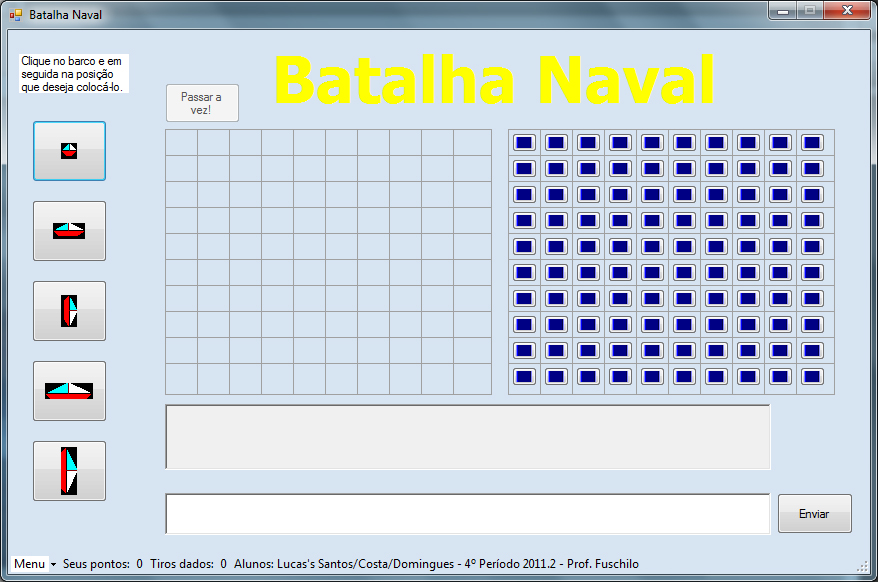 Batalha Naval
Clique no barco e em
seguida na posição
que deseja colocá-lo.
Batalha Naval
Passar a
vez!
Enviar
Menu Seus pontos: 0 Tiros dados: 0 Alunos: Lucas's Santos/Costa/Domingues - 4º Período 2011.2 - Prof. Fuschilo